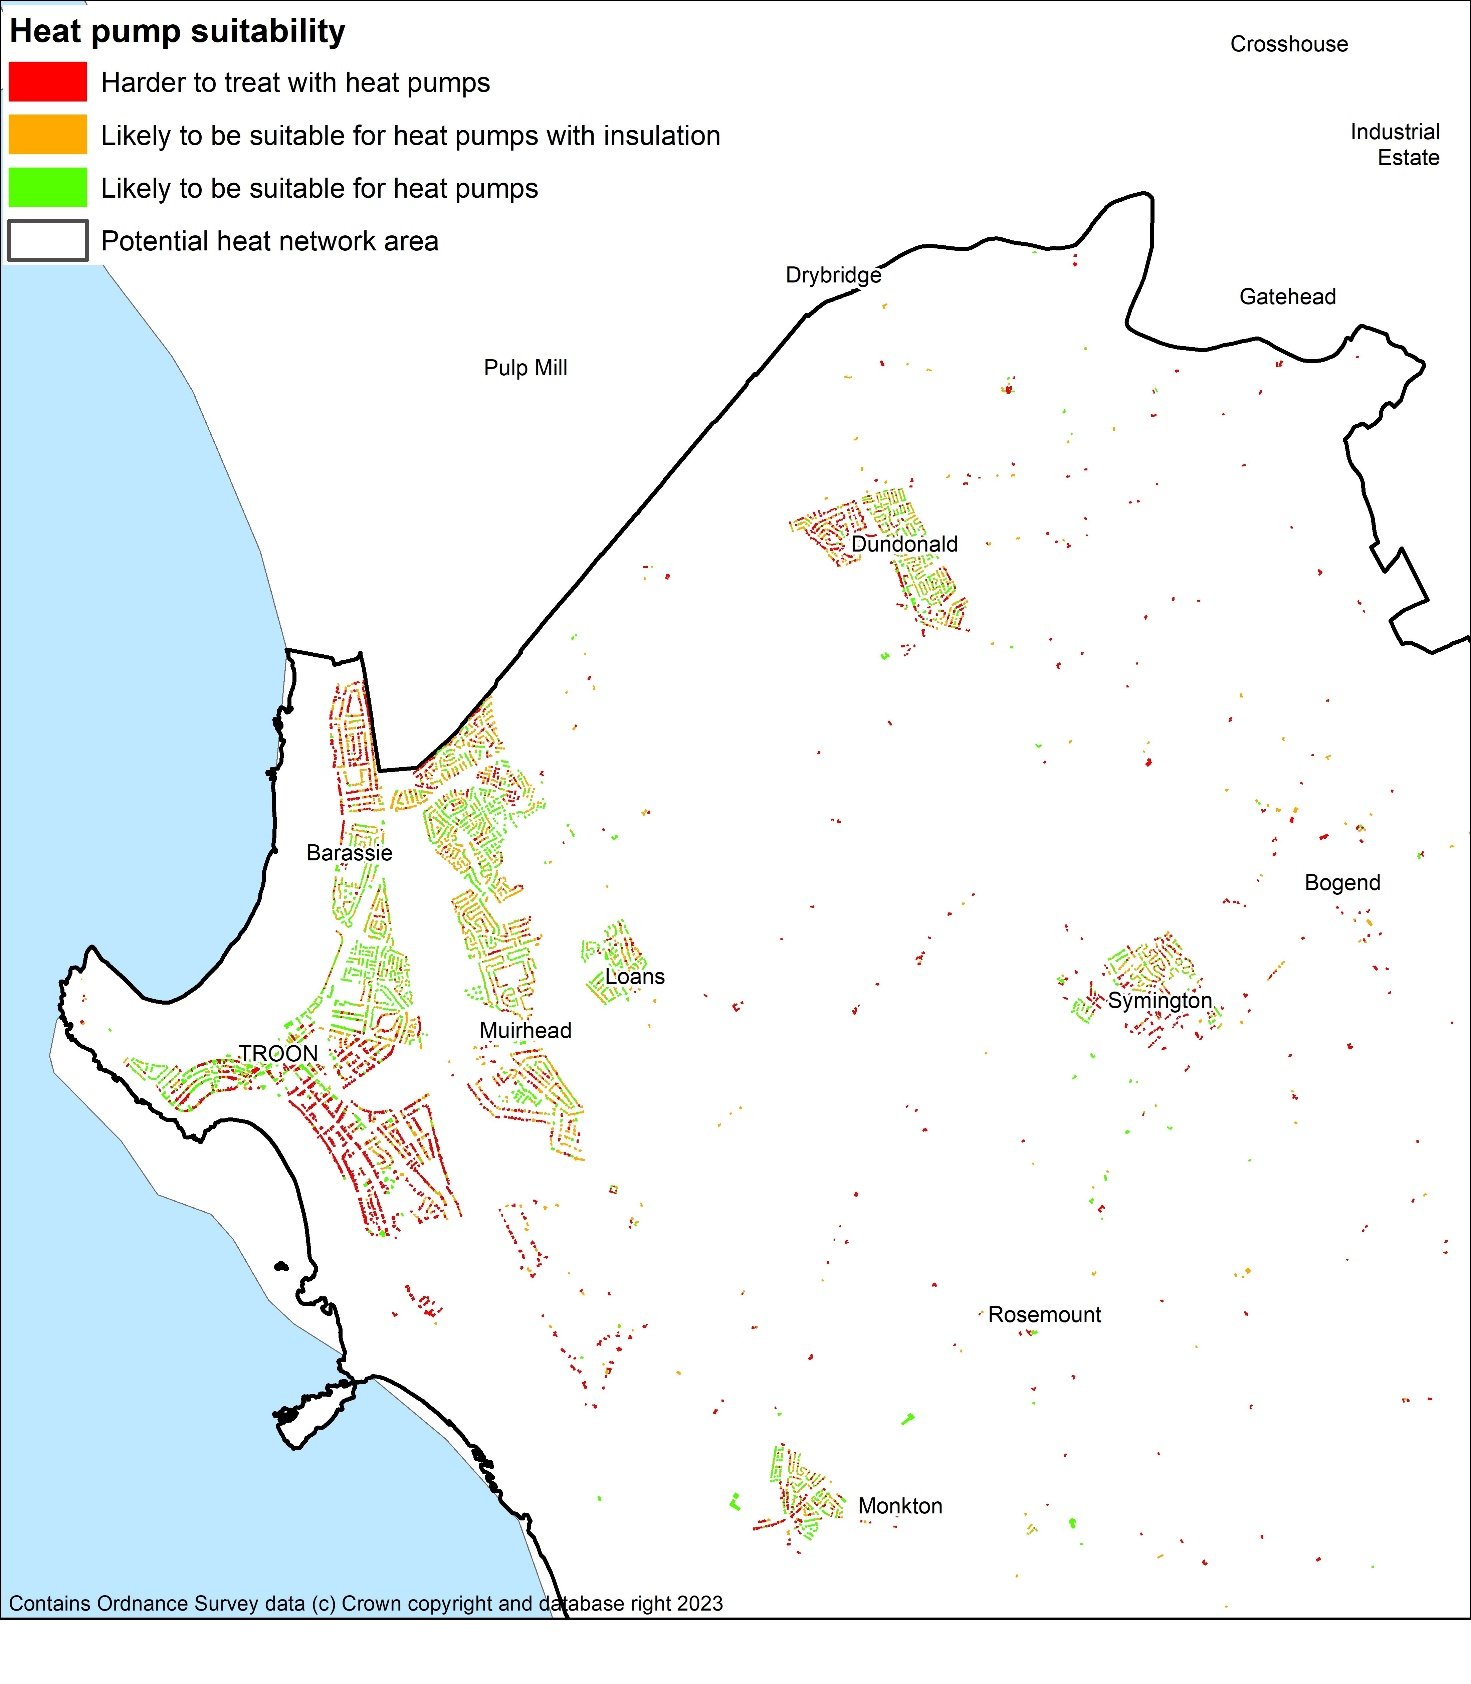 Heat pump suitability
Harder to treat with heat pumps
Likely to be suitable for heat pumps with insulation
Likely to be suitable for heat pumps
Potential heat network area
Crosshouse
Industrial
Estate
Drybridge
Gatehead
Pulp Mill
Dundonald
Barassie
Bogend
Loans
Symington
Muirhead
TROON
Rosemount
Monkton
Contains Ordnance Survey data (c) Crown copyright and database right 2023